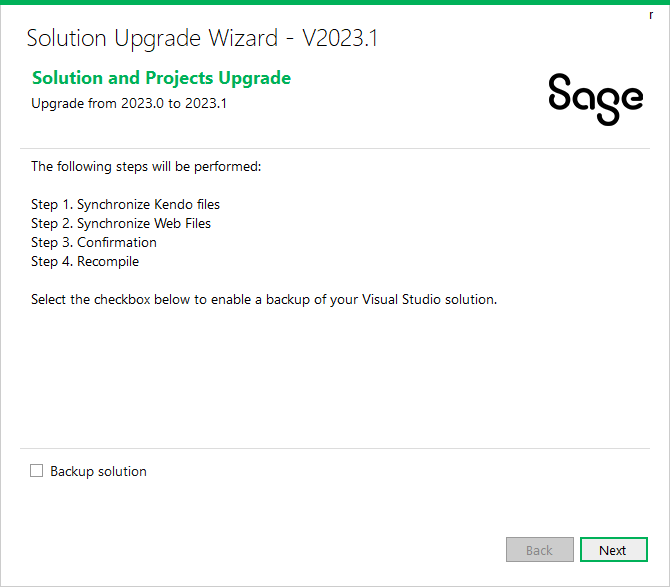 r
Solution Upgrade Wizard - V2023.1
Solution and Projects Upgrade
Upgrade from 2023.0 to 2023.1
Sage
The following steps will be performed:
Step 1. Synchronize Kendo files
Step 2. Synchronize Web Files
Step 3. Confirmation
Step 4. Recompile
Select the checkbox below to enable a backup of your Visual Studio solution.
Backup solution
Back
Next